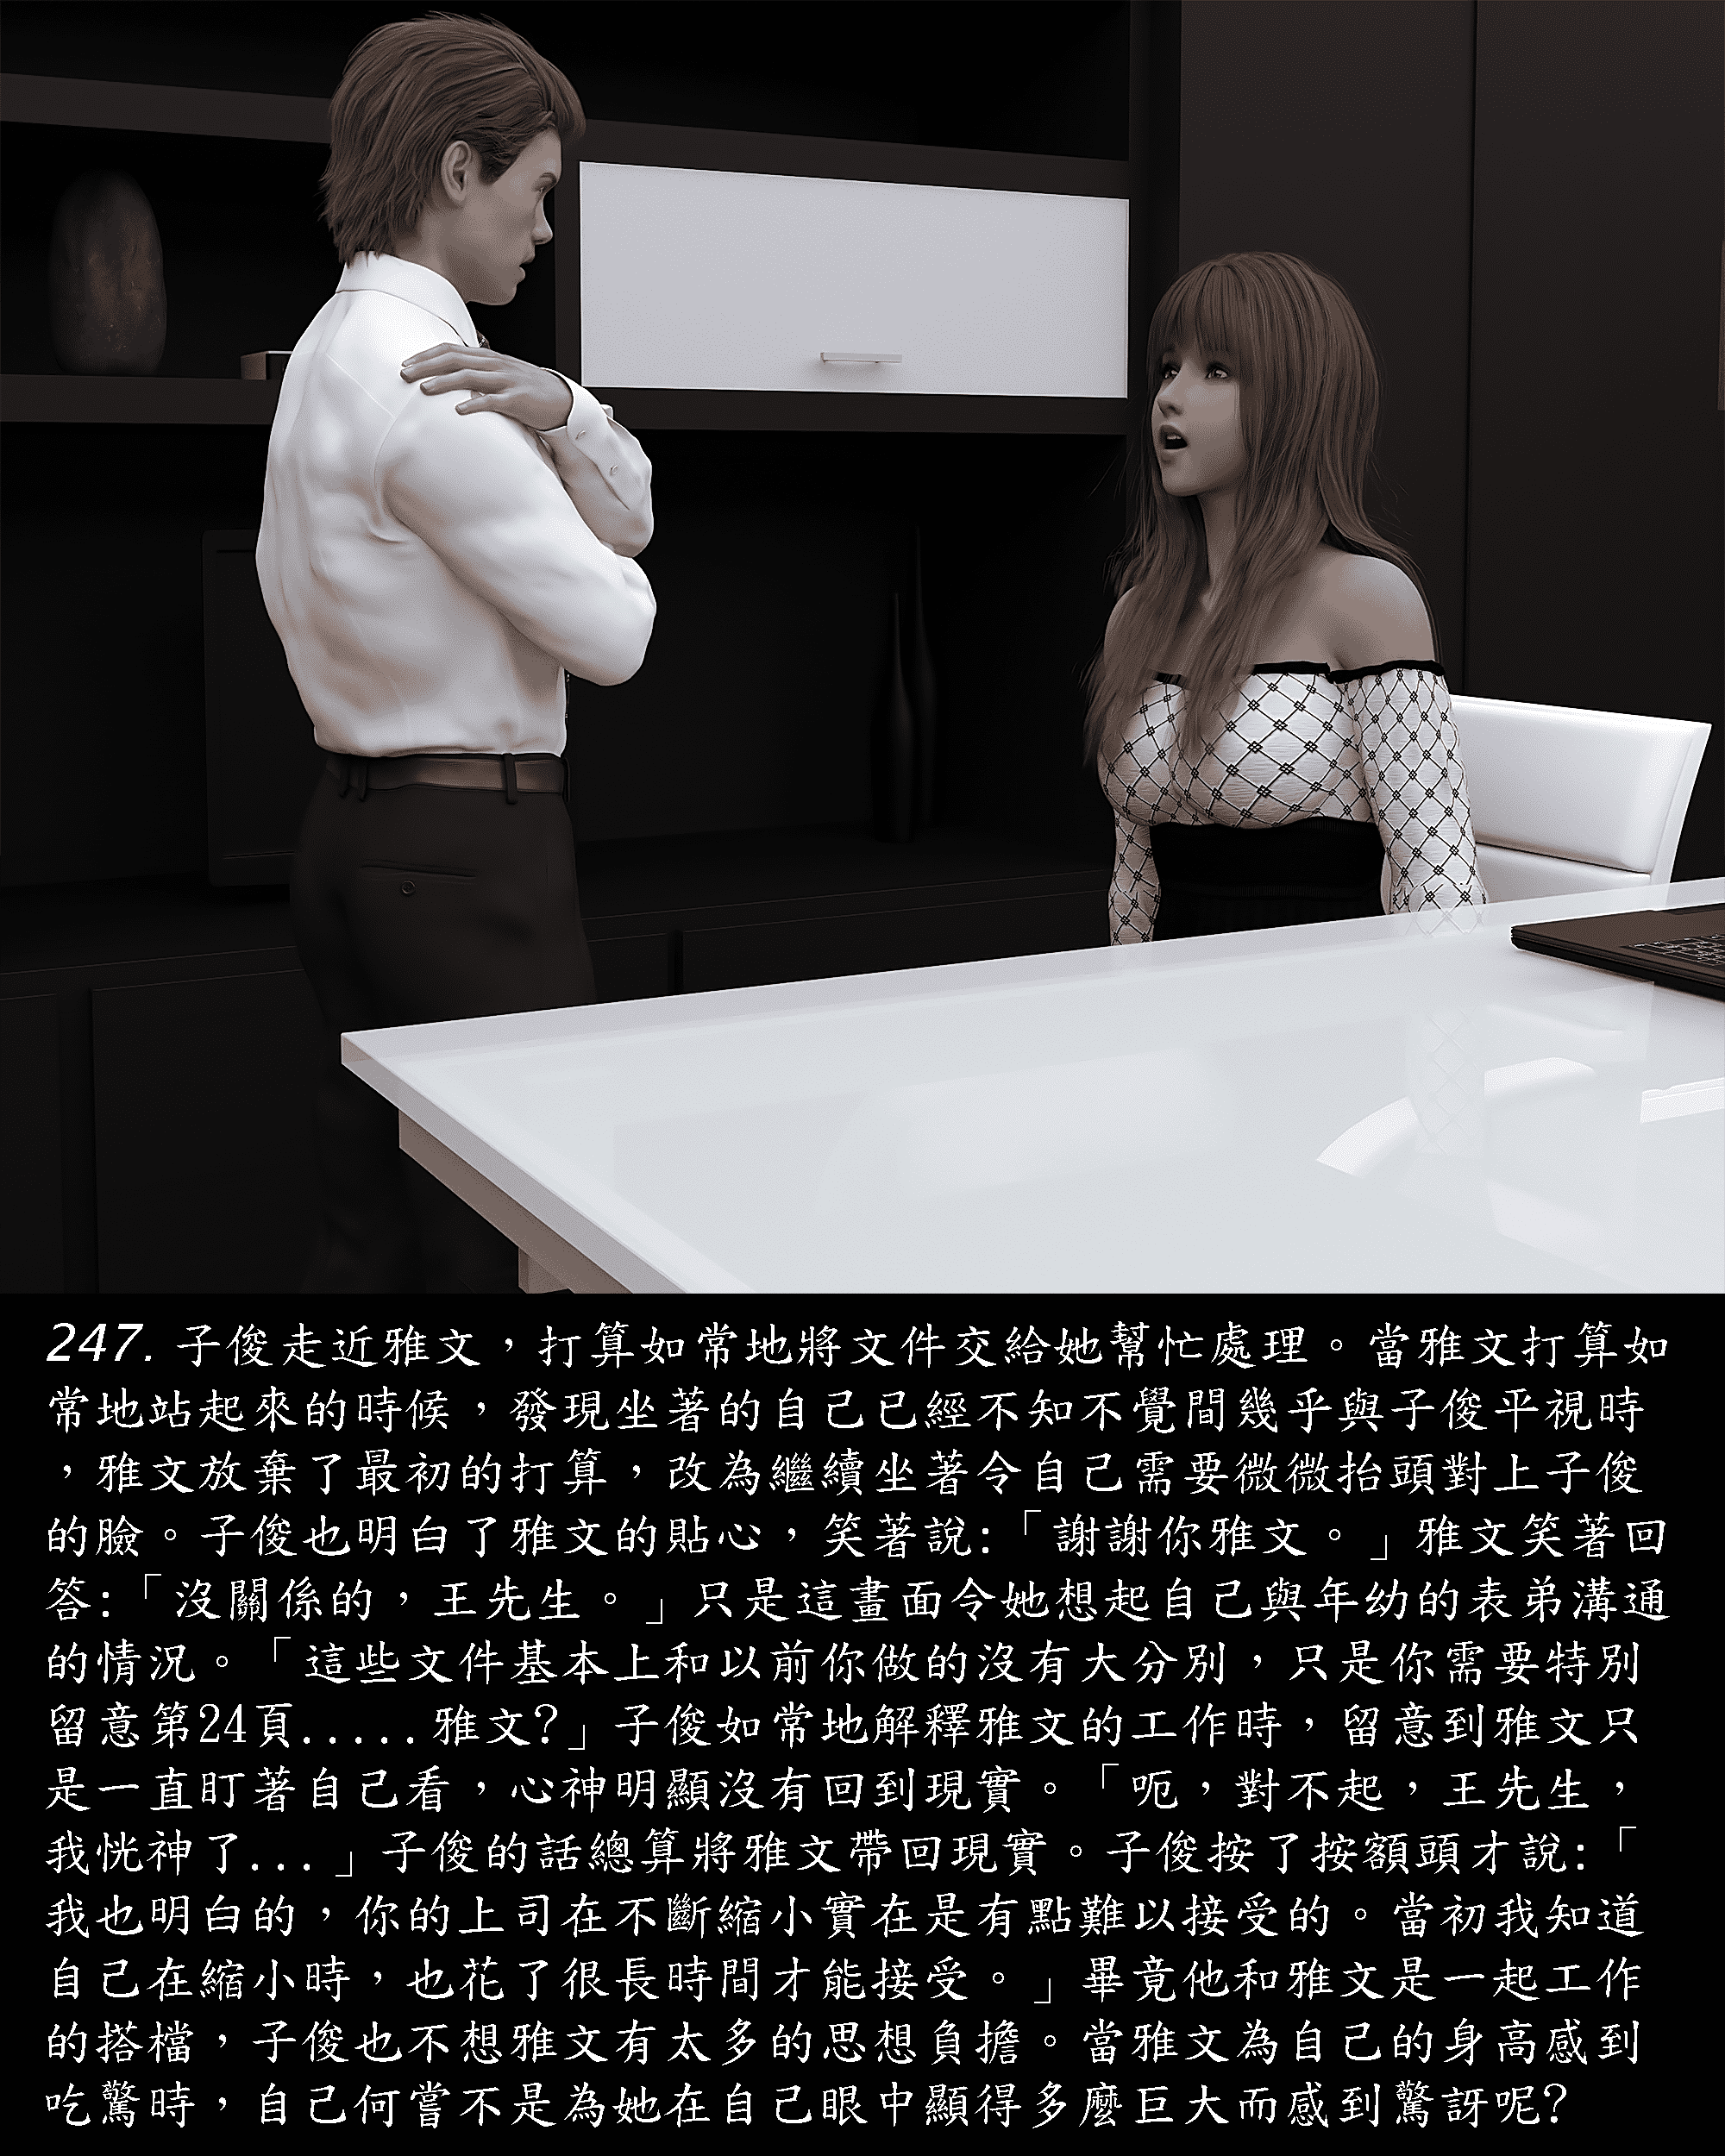 247. 子俊走近雅文，打算如常地將文件交給她幫忙處理。當雅文打算如
常地站起來的時候，發現坐著的自己已經不知不覺間幾乎與子俊平視時
，雅文放棄了最初的打算，改為繼續坐著令自己需要微微抬頭對上子俊
的臉。子俊也明白了雅文的貼心，笑著說:「謝謝你雅文。」雅文笑著回
答:「沒關係的，王先生。」只是這畫面令她想起自己與年幼的表弟溝通
的情況。「這些文件基本上和以前你做的沒有大分別，只是你需要特別
留意第24頁.....雅文?」子俊如常地解釋雅文的工作時，留意到雅文只
是一直盯著自己看，心神明顯沒有回到現實。「呃，對不起，王先生，
我恍神了...」子俊的話總算將雅文帶回現實。子俊按了按額頭才說:「
我也明白的，你的上司在不斷縮小實在是有點難以接受的。當初我知道
自己在縮小時，也花了很長時間才能接受。」畢竟他和雅文是一起工作
的搭檔，子俊也不想雅文有太多的思想負擔。當雅文為自己的身高感到
吃驚時，自己何嘗不是為她在自己眼中顯得多麼巨大而感到驚訝呢?